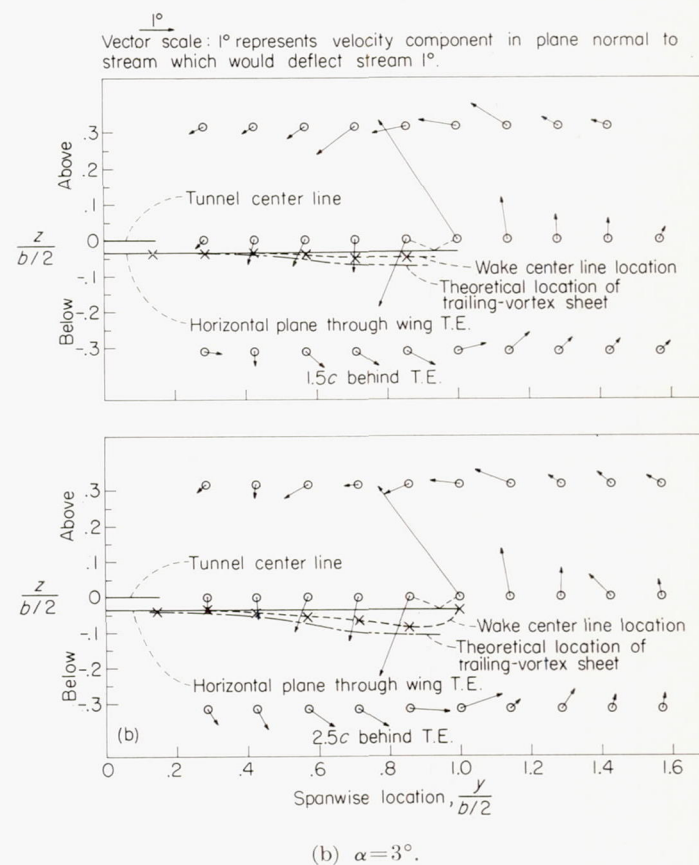 1°
Vector scale: 1° represents velocity component in plane normal to
stream which would deflect stream 1°.
Above
Below
z
b/2
.3
.2
.1
0
-.1
-.2
-.3
Tunnel center line
Wake center line location
Theoretical location of
trailing-vortex sheet
Horizontal plane through wing T.E.
1.5c behind T.E.
Above
Below
z
b/2
.3
.2
.1
0
-.1
-.2
-.3
Tunnel center line
Wake center line location
Theoretical location of
trailing-vortex sheet
Horizontal plane through wing T.E.
(b)
2.5c behind T.E.
0 .2 .4 .6 .8 1.0 1.2 1.4 1.6
Spanwise location, y
b/2
(b) α=3°.